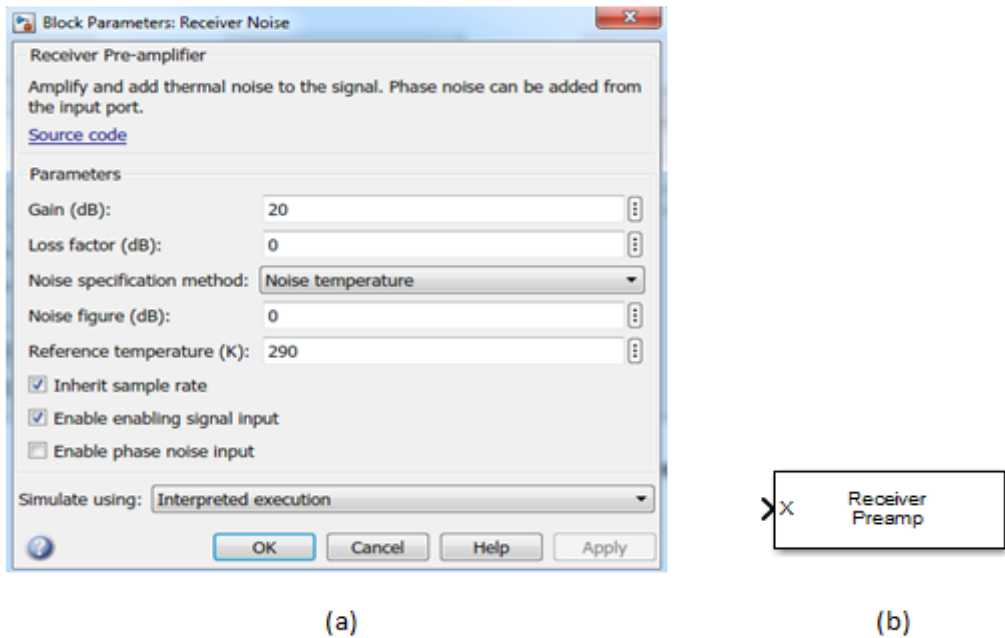 Block Parameters: Receiver Noise
Receiver Pre-amplifier
Amplify and add thermal noise to the signal. Phase noise can be added from
the input port.
Source code
Parameters
Gain (dB): 20
Loss factor (dB): 0
Noise specification method: Noise temperature
Noise figure (dB): 0
Reference temperature (K): 290
Inherit sample rate
Enable enabling signal input
Enable phase noise input
Simulate using: Interpreted execution
OK Cancel Help Apply
X Receiver
Preamp
(a) (b)